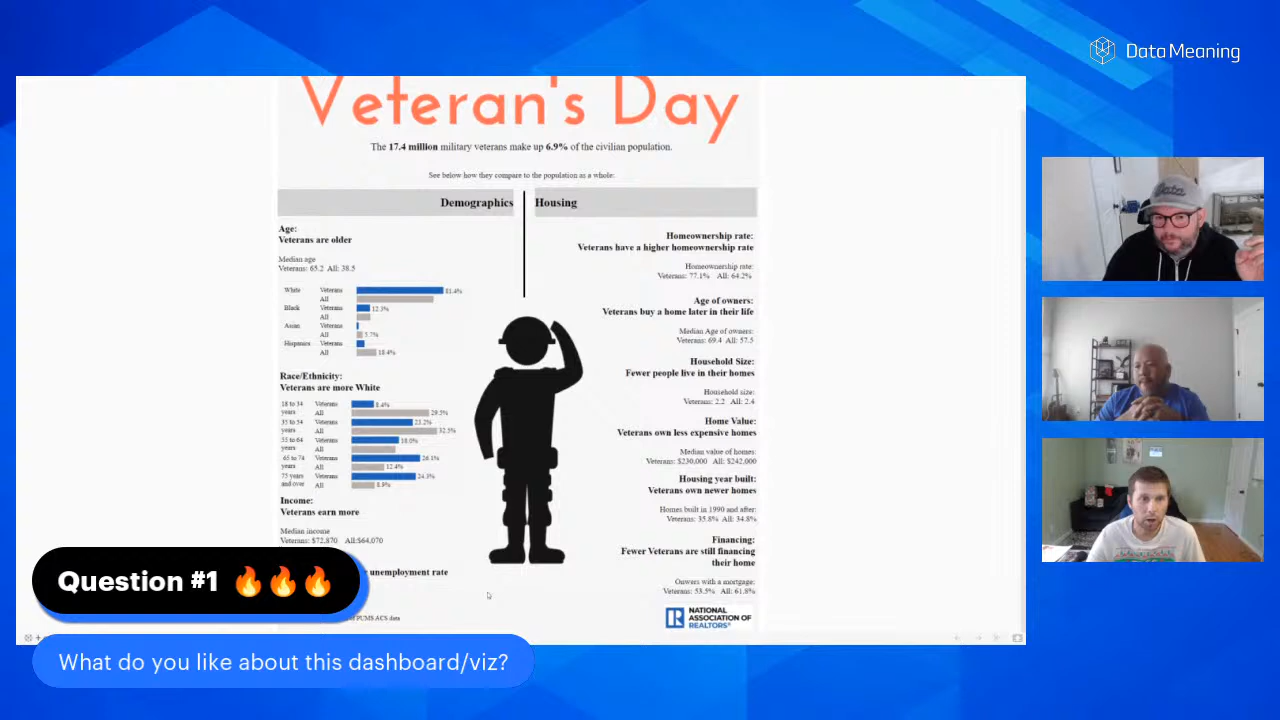 Data Meaning
Veteran's Day
The 17.4 million military veterans make up 6.9% of the civilian population.
See below how they compare to the population as a whole:
Demographics
Age:
Veterans are older
Median age
Veterans: 65.2 All: 38.5
White Veterans 81.4%
All
Black Veterans 12.3%
All
Asian Veterans
All 5.7%
Hispanics Veterans
All 18.4%
Race/Ethnicity:
Veterans are more White
18 to 34 years Veterans 8.4%
All 29.5%
35 to 54 years Veterans 23.2%
All 32.5%
55 to 64 years Veterans 18.0%
All
65 to 74 years Veterans 26.1%
All 12.4%
75 years and over Veterans 24.3%
All 8.9%
Income:
Veterans earn more
Median income
Veterans: $72,870 All:$64,070
unemployment rate
PUMS ACS data
Housing
Homeownership rate:
Veterans have a higher homeownership rate
Homeownership rate:
Veterans: 77.1% All: 64.2%
Age of owners:
Veterans buy a home later in their life
Median Age of owners:
Veterans: 69.4 All: 57.5
Household Size:
Fewer people live in their homes
Household size:
Veterans: 2.2 All: 2.4
Home Value:
Veterans own less expensive homes
Median value of homes:
Veterans: $230,000 All: $242,000
Housing year built:
Veterans own newer homes
Homes built in 1990 and after:
Veterans: 35.8% All: 34.8%
Financing:
Fewer Veterans are still financing
their home
Owners with a mortgage:
Veterans: 53.5% All: 61.8%
NATIONAL
ASSOCIATION OF
REALTORS®
Data
Question #1 🔥🔥🔥
What do you like about this dashboard/viz?